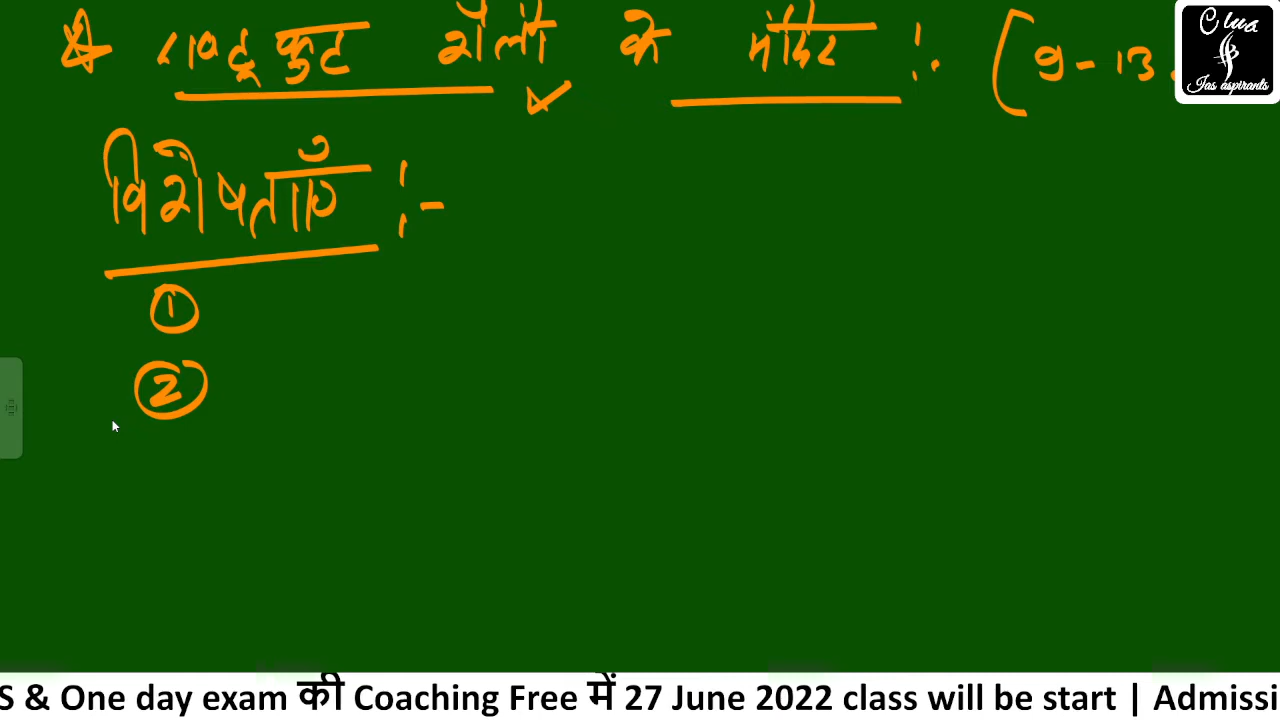 राष्ट्रकुट शैली के मंदिर :- [9-13
Clue
Ias aspirants
विशेषताएँ :-
①
②
S & One day exam की Coaching Free में 27 June 2022 class will be start | Admissi